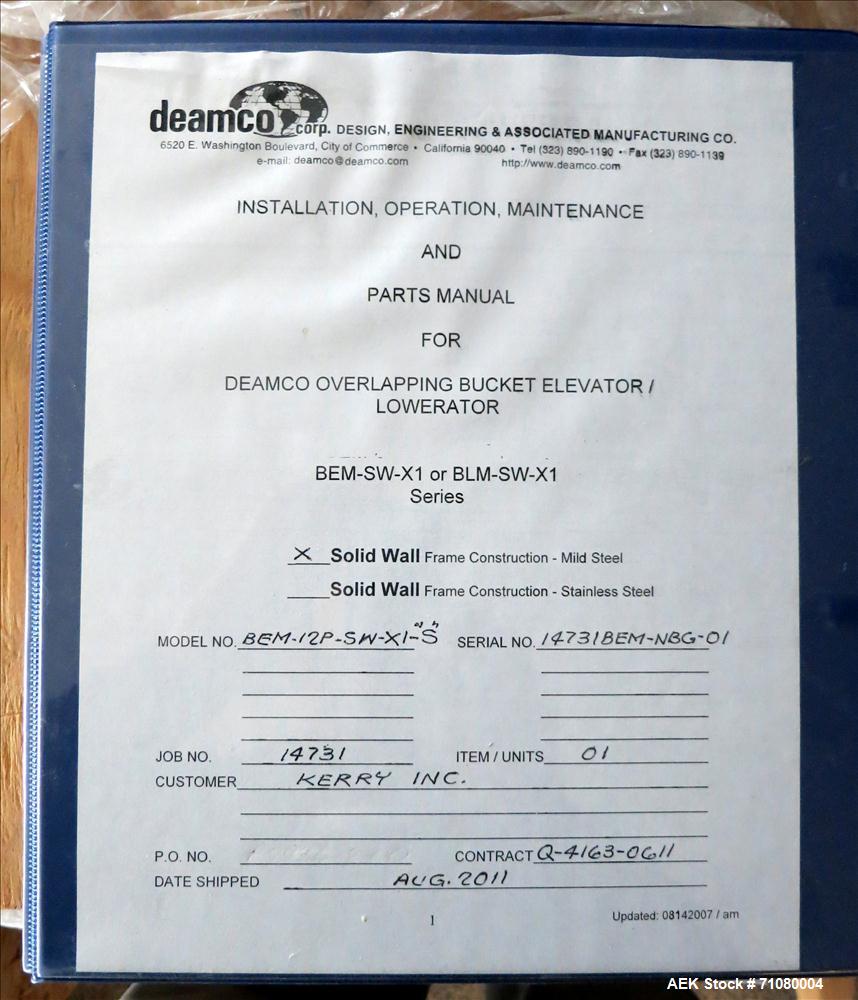 deamco corp. DESIGN, ENGINEERING & ASSOCIATED MANUFACTURING CO.
6520 E. Washington Boulevard, City of Commerce • California 90040 • Tel (323) 890-1190 • Fax (323) 890-1139
e-mail: deamco@deamco.com http://www.deamco.com
INSTALLATION, OPERATION, MAINTENANCE
AND
PARTS MANUAL
FOR
DEAMCO OVERLAPPING BUCKET ELEVATOR /
LOWERATOR
BEM-SW-X1 or BLM-SW-X1
Series
X Solid Wall Frame Construction - Mild Steel
Solid Wall Frame Construction - Stainless Steel
MODEL NO. BEM-12P-SW-X1-"S" SERIAL NO. 14731BEM-NBG-01
JOB NO. 14731 ITEM / UNITS 01
CUSTOMER KERRY INC.
P.O. NO. CONTRACT Q-4163-0611
DATE SHIPPED AUG. 2011
1
Updated: 08142007 / am
AEK Stock # 71080004